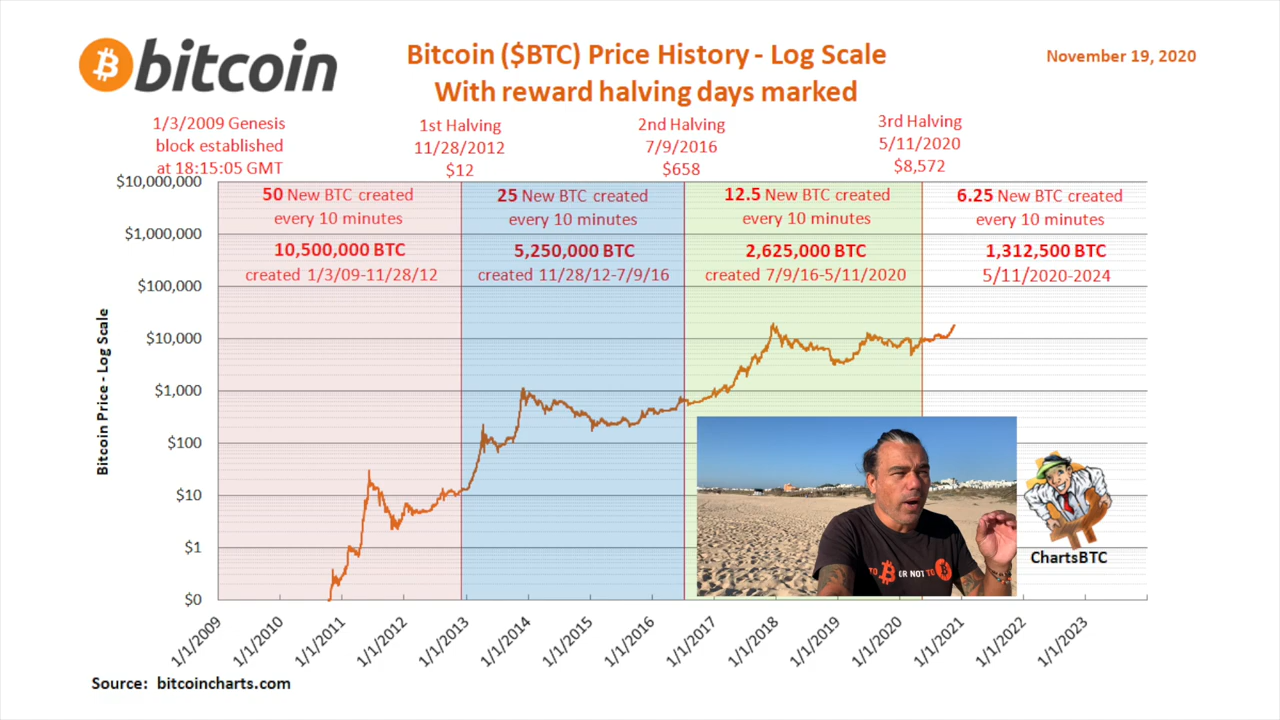 bitcoin
Bitcoin ($BTC) Price History - Log Scale
With reward halving days marked
November 19, 2020
1/3/2009 Genesis
block established
at 18:15:05 GMT
1st Halving
11/28/2012
$12
2nd Halving
7/9/2016
$658
3rd Halving
5/11/2020
$8,572
50 New BTC created
every 10 minutes
10,500,000 BTC
created 1/3/09-11/28/12
25 New BTC created
every 10 minutes
5,250,000 BTC
created 11/28/12-7/9/16
12.5 New BTC created
every 10 minutes
2,625,000 BTC
created 7/9/16-5/11/2020
6.25 New BTC created
every 10 minutes
1,312,500 BTC
5/11/2020-2024
Bitcoin Price - Log Scale
$10,000,000
$1,000,000
$100,000
$10,000
$1,000
$100
$10
$1
$0
TO B OR NOT TO B
ChartsBTC
1/1/2009
1/1/2010
1/1/2011
1/1/2012
1/1/2013
1/1/2014
1/1/2015
1/1/2016
1/1/2017
1/1/2018
1/1/2019
1/1/2020
1/1/2021
1/1/2022
1/1/2023
Source: bitcoincharts.com